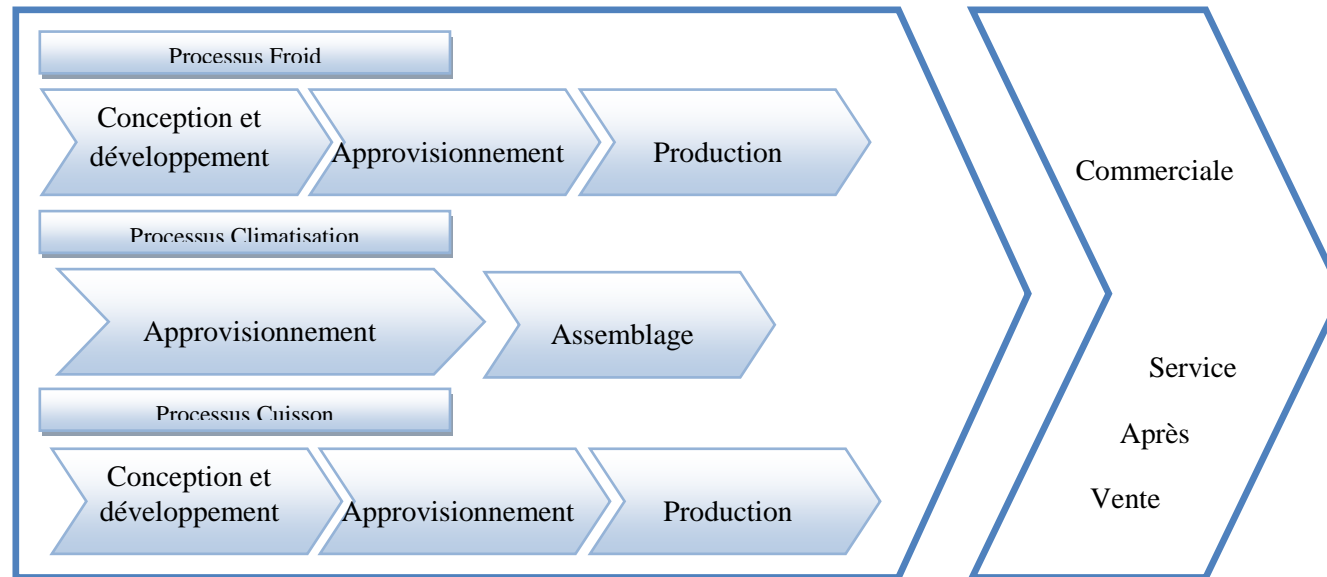 Processus Froid
Conception et
développement
Approvisionnement
Production
Processus Climatisation
Approvisionnement
Assemblage
Processus Cuisson
Conception et
développement
Approvisionnement
Production
Commerciale
Service
Après
Vente